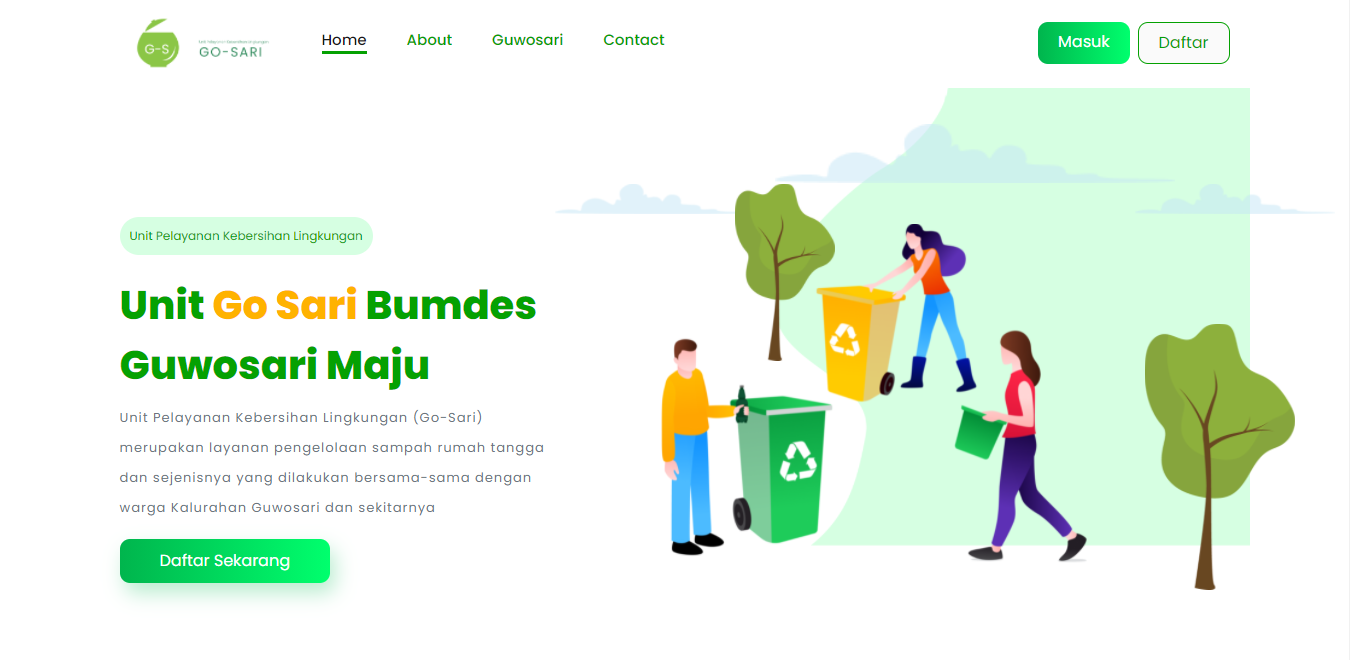 G-S
GO-SARI
Home
About
Guwosari
Contact
Masuk
Daftar
Unit Pelayanan Kebersihan Lingkungan
Unit Go Sari Bumdes
Guwosari Maju
Unit Pelayanan Kebersihan Lingkungan (Go-Sari)
merupakan layanan pengelolaan sampah rumah tangga
dan sejenisnya yang dilakukan bersama-sama dengan
warga Kalurahan Guwosari dan sekitarnya
Daftar Sekarang